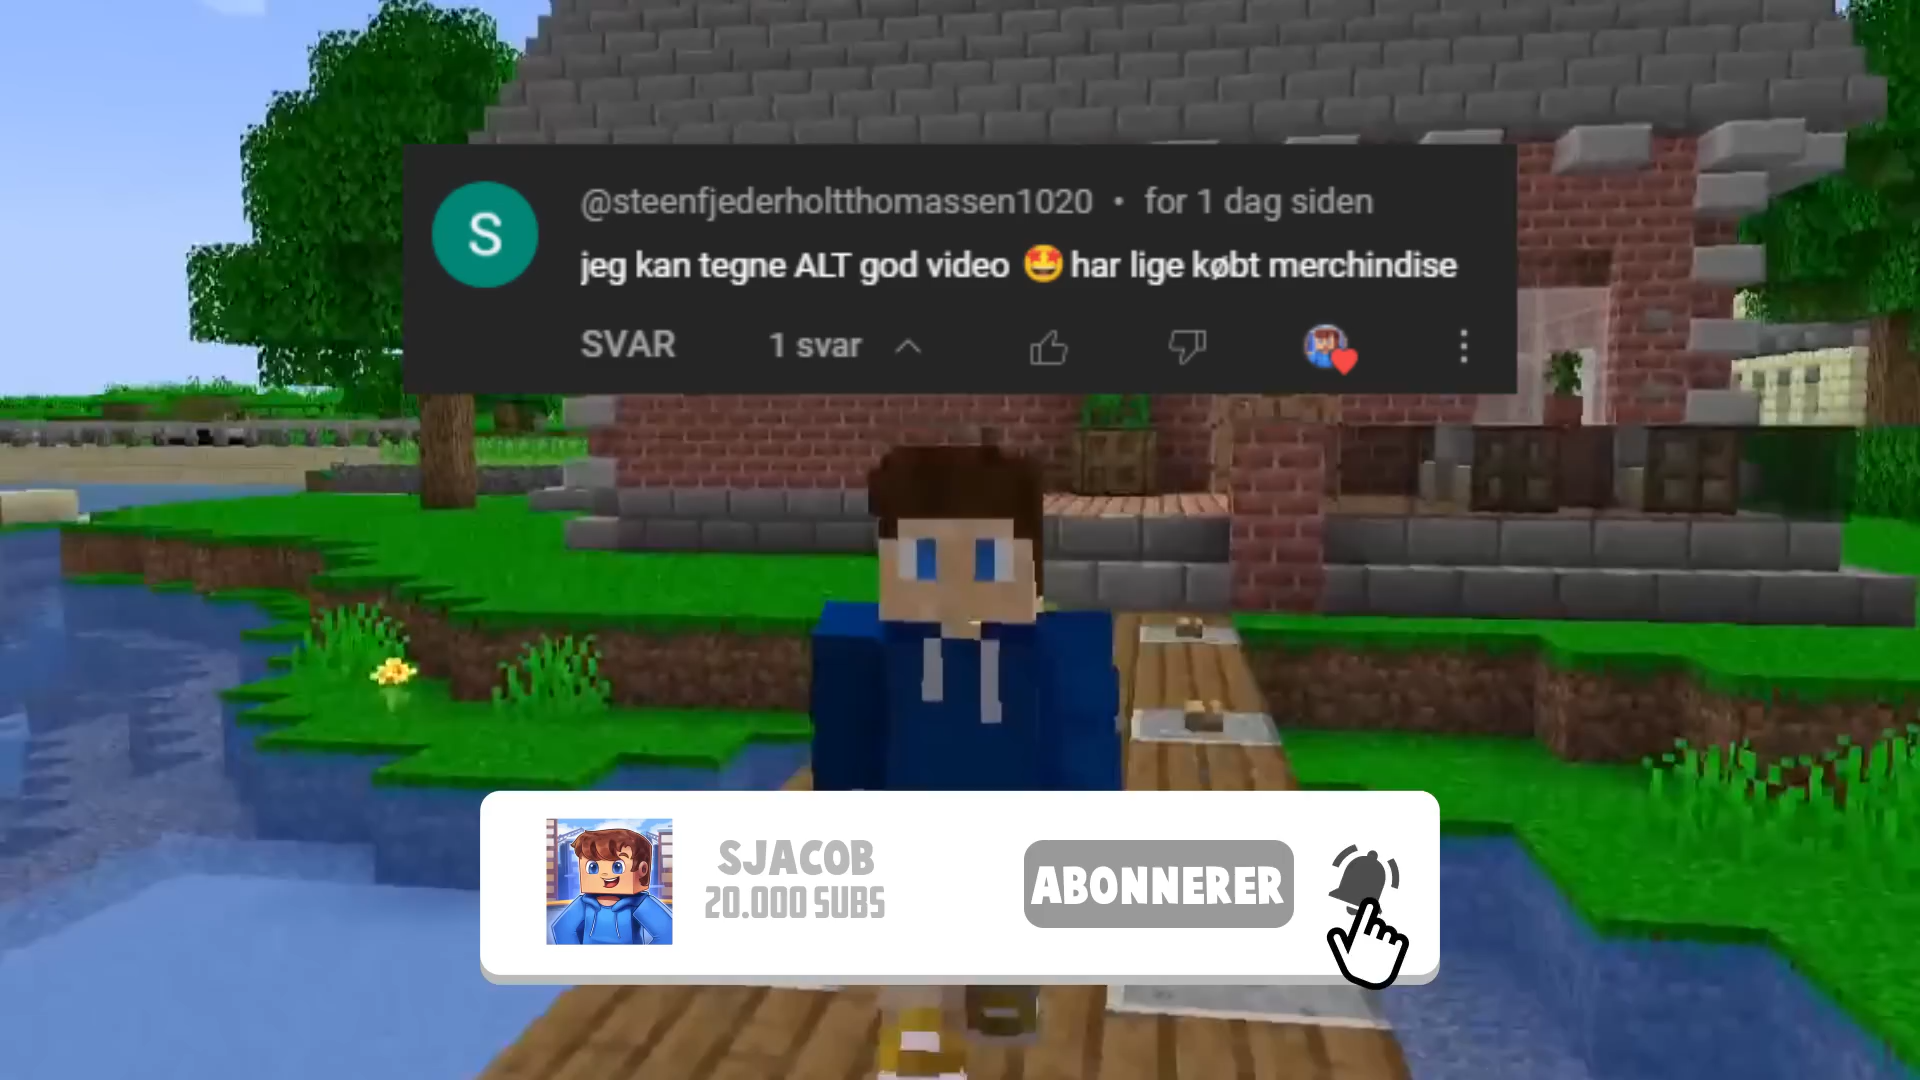 S
@steenfjederholtthomassen1020 • for 1 dag siden
jeg kan tegne ALT god video 🤩 har lige købt merchindise
SVAR 1 svar
SJACOB
20.000 SUBS
ABONNERER